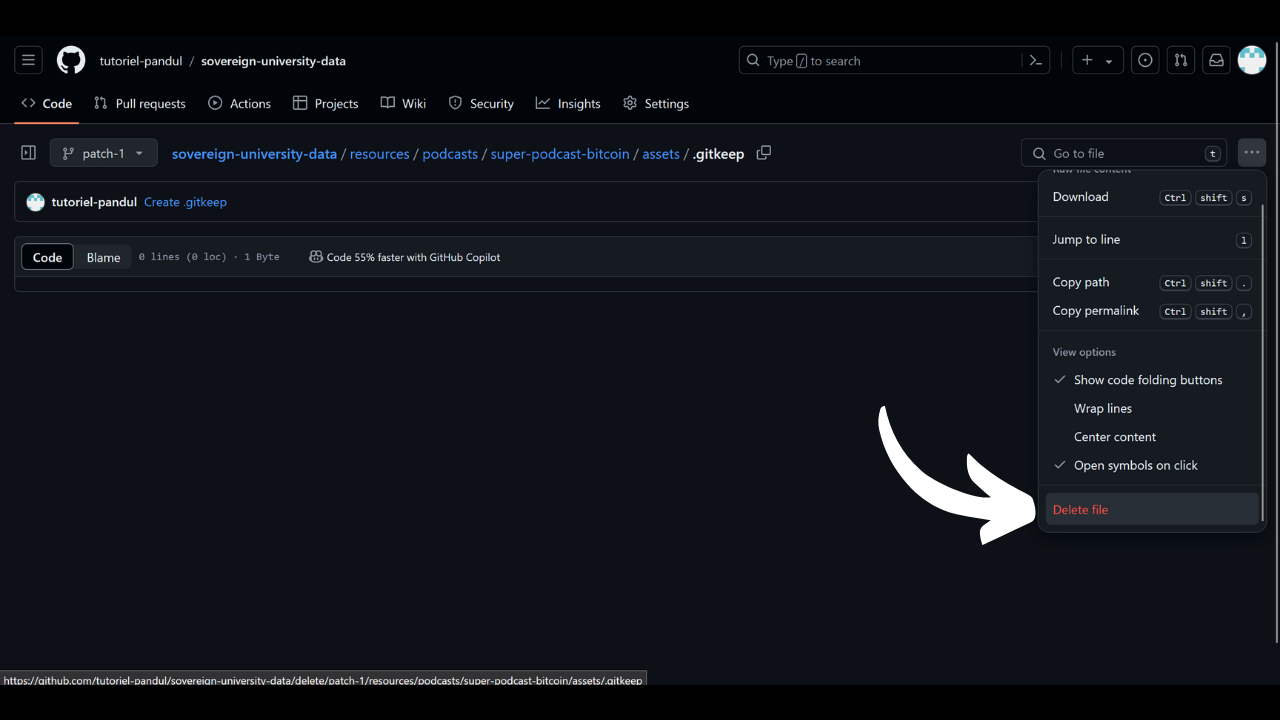 tutoriel-pandul / sovereign-university-data
Type / to search
Code Pull requests Actions Projects Wiki Security Insights Settings
patch-1 sovereign-university-data / resources / podcasts / super-podcast-bitcoin / assets / .gitkeep
Go to file t
Raw file content
tutoriel-pandul Create .gitkeep
Code Blame 0 lines (0 loc) · 1 Byte Code 55% faster with GitHub Copilot
Download Ctrl shift s
Jump to line l
Copy path Ctrl shift .
Copy permalink Ctrl shift ,
View options
Show code folding buttons
Wrap lines
Center content
Open symbols on click
Delete file
https://github.com/tutoriel-pandul/sovereign-university-data/delete/patch-1/resources/podcasts/super-podcast-bitcoin/assets/.gitkeep